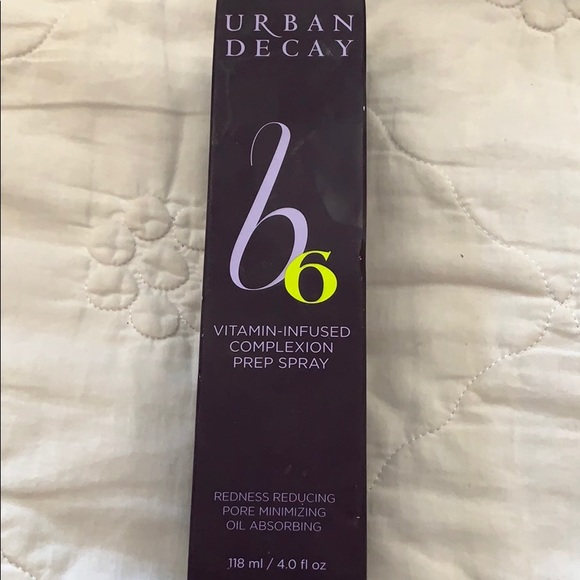 URBAN
DECAY
b6
VITAMIN-INFUSED
COMPLEXION
PREP SPRAY
REDNESS REDUCING
PORE MINIMIZING
OIL ABSORBING
118 ml / 4.0 fl oz